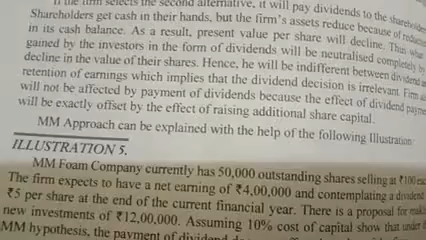 If the firm selects the second alternative, it will pay dividends to the shareholders
Shareholders get cash in their hands, but the firm's assets reduce because of reduction
in its cash balance. As a result, present value per share will decline. Thus what
gained by the investors in the form of dividends will be neutralised completely by
decline in the value of their shares. Hence, he will be indifferent between dividend and
retention of earnings which implies that the dividend decision is irrelevant. Firm
will not be affected by payment of dividends because the effect of dividend payme
will be exactly offset by the effect of raising additional share capital.
MM Approach can be explained with the help of the following Illustration
ILLUSTRATION 5.
MM Foam Company currently has 50,000 outstanding shares selling at ₹100 eac
The firm expects to have a net earning of ₹4,00,000 and contemplating a dividend
₹5 per share at the end of the current financial year. There is a proposal for maki
new investments of ₹12,00,000. Assuming 10% cost of capital show that under
MM hypothesis, the payment of dividend